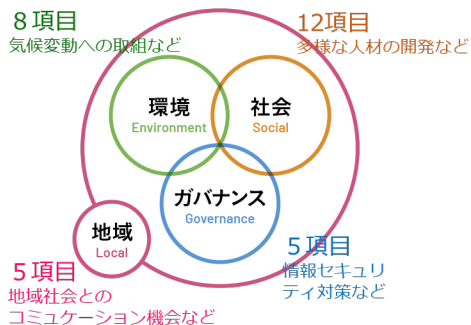 ８項目
気候変動への取組など
12項目
多様な人材の開発など
環境
Environment
社会
Social
ガバナンス
Governance
地域
Local
５項目
地域社会との
コミュケーション機会など
５項目
情報セキュリ
ティ対策など